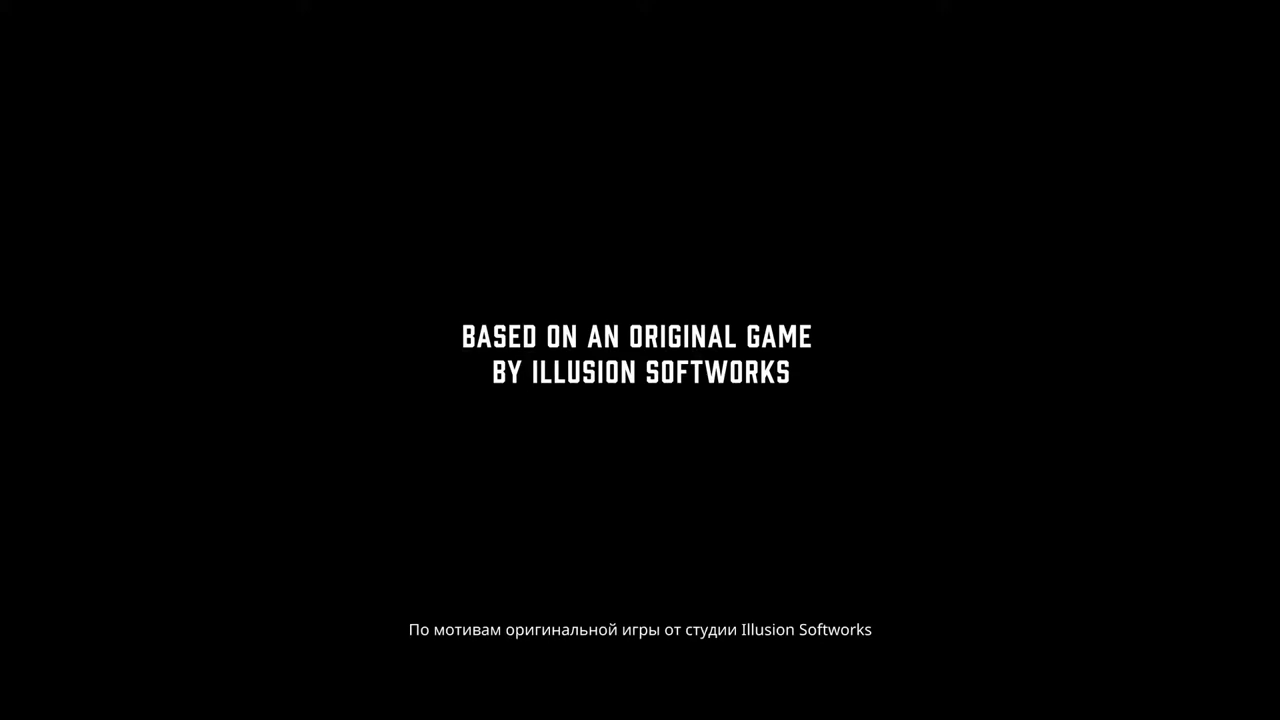 BASED ON AN ORIGINAL GAME
BY ILLUSION SOFTWORKS
По мотивам оригинальной игры от студии Illusion Softworks